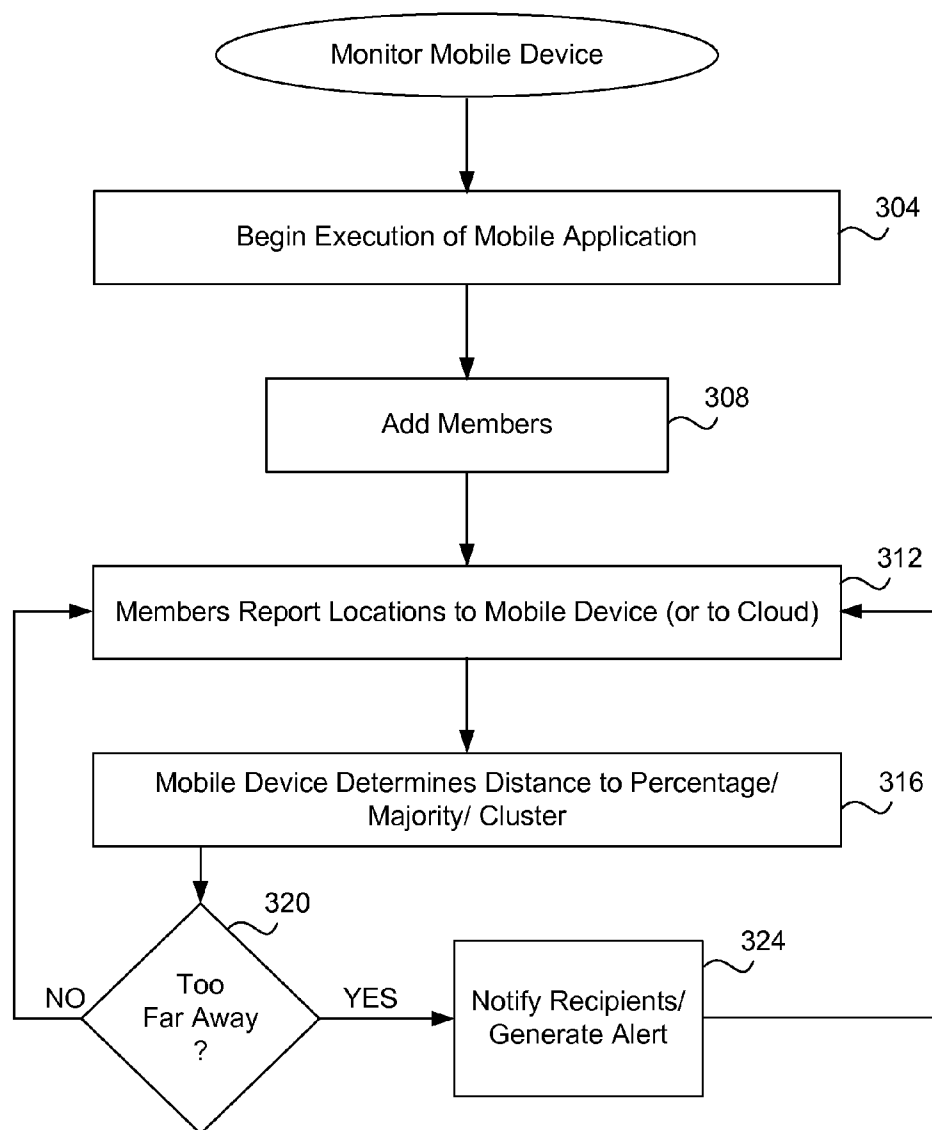 Monitor Mobile Device
304
Begin Execution of Mobile Application
308
Add Members
312
Members Report Locations to Mobile Device (or to Cloud)
Mobile Device Determines Distance to Percentage/
Majority/ Cluster
316
320
Too
Far Away
?
NO
YES
324
Notify Recipients/
Generate Alert